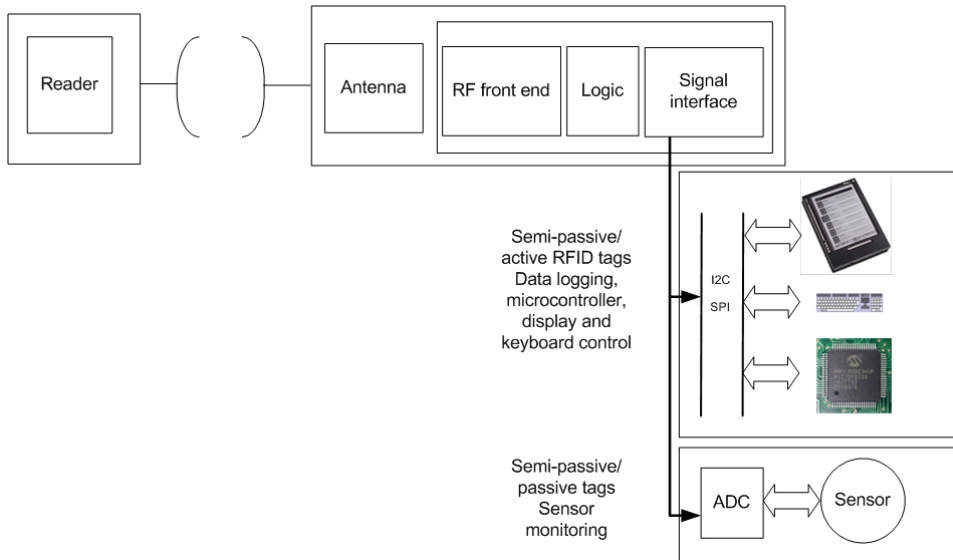 Reader
Antenna
RF front end
Logic
Signal
interface
Semi-passive/
active RFID tags
Data logging,
microcontroller,
display and
keyboard control
I2C
SPI
Semi-passive/
passive tags
Sensor
monitoring
ADC
Sensor